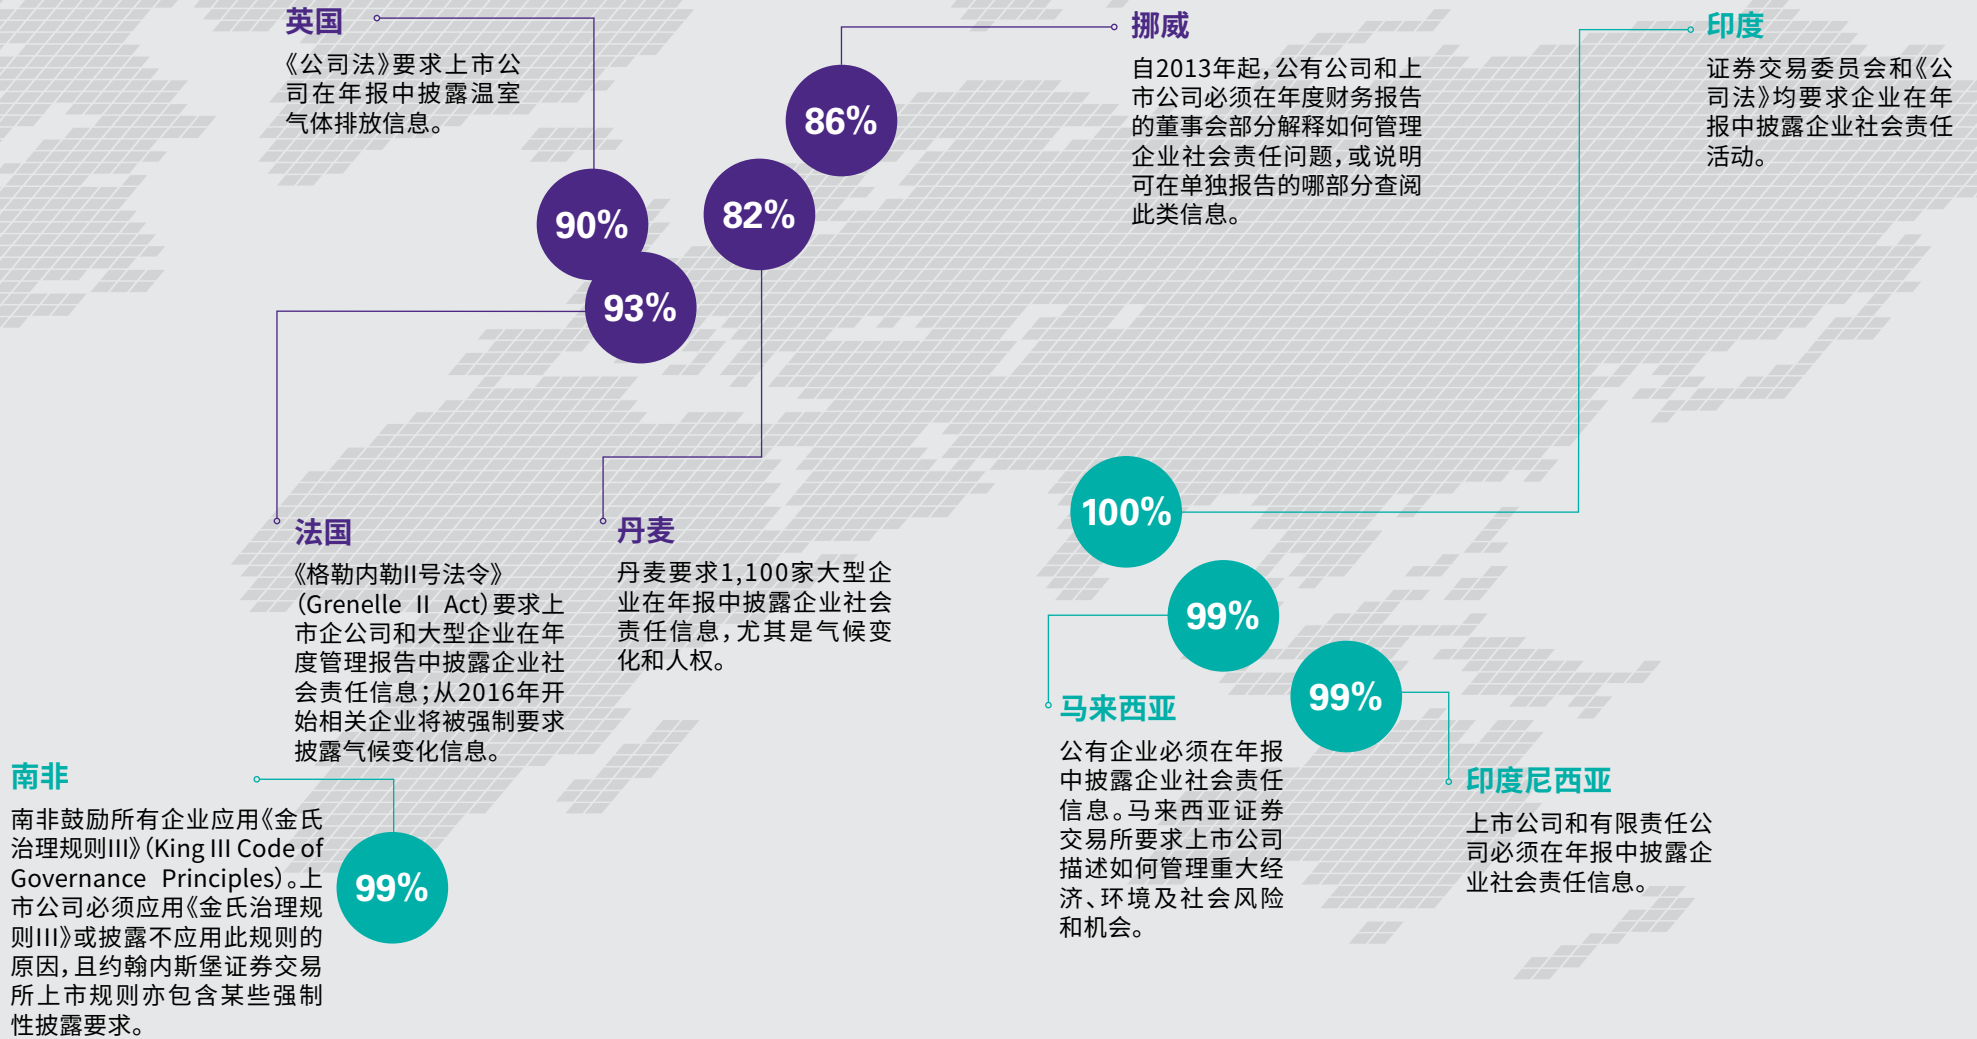 英国
《公司法》要求上市公
司在年报中披露温室
气体排放信息。
90%
86%
挪威
自2013年起，公有公司和上
市公司必须在年度财务报告
的董事会部分解释如何管理
企业社会责任问题，或说明
可在单独报告的哪部分查阅
此类信息。
印度
证券交易委员会和《公
司法》均要求企业在年
报中披露企业社会责任
活动。
82%
93%
法国
《格勒内勒II号法令》
（Grenelle II Act）要求上
市企公司和大型企业在年
度管理报告中披露企业社
会责任信息；从2016年开
始相关企业将被强制要求
披露气候变化信息。
丹麦
丹麦要求1,100家大型企
业在年报中披露企业社会
责任信息，尤其是气候变
化和人权。
100%
99%
99%
马来西亚
公有企业必须在年报
中披露企业社会责任
信息。马来西亚证券
交易所要求上市公司
描述如何管理重大经
济、环境及社会风险
和机会。
印度尼西亚
上市公司和有限责任公
司必须在年报中披露企
业社会责任信息。
南非
南非鼓励所有企业应用《金氏
治理规则III》（King III Code of
Governance Principles）。上
市公司必须应用《金氏治理规
则III》或披露不应用此规则的
原因，且约翰内斯堡证券交易
所上市规则亦包含某些强制
性披露要求。
99%